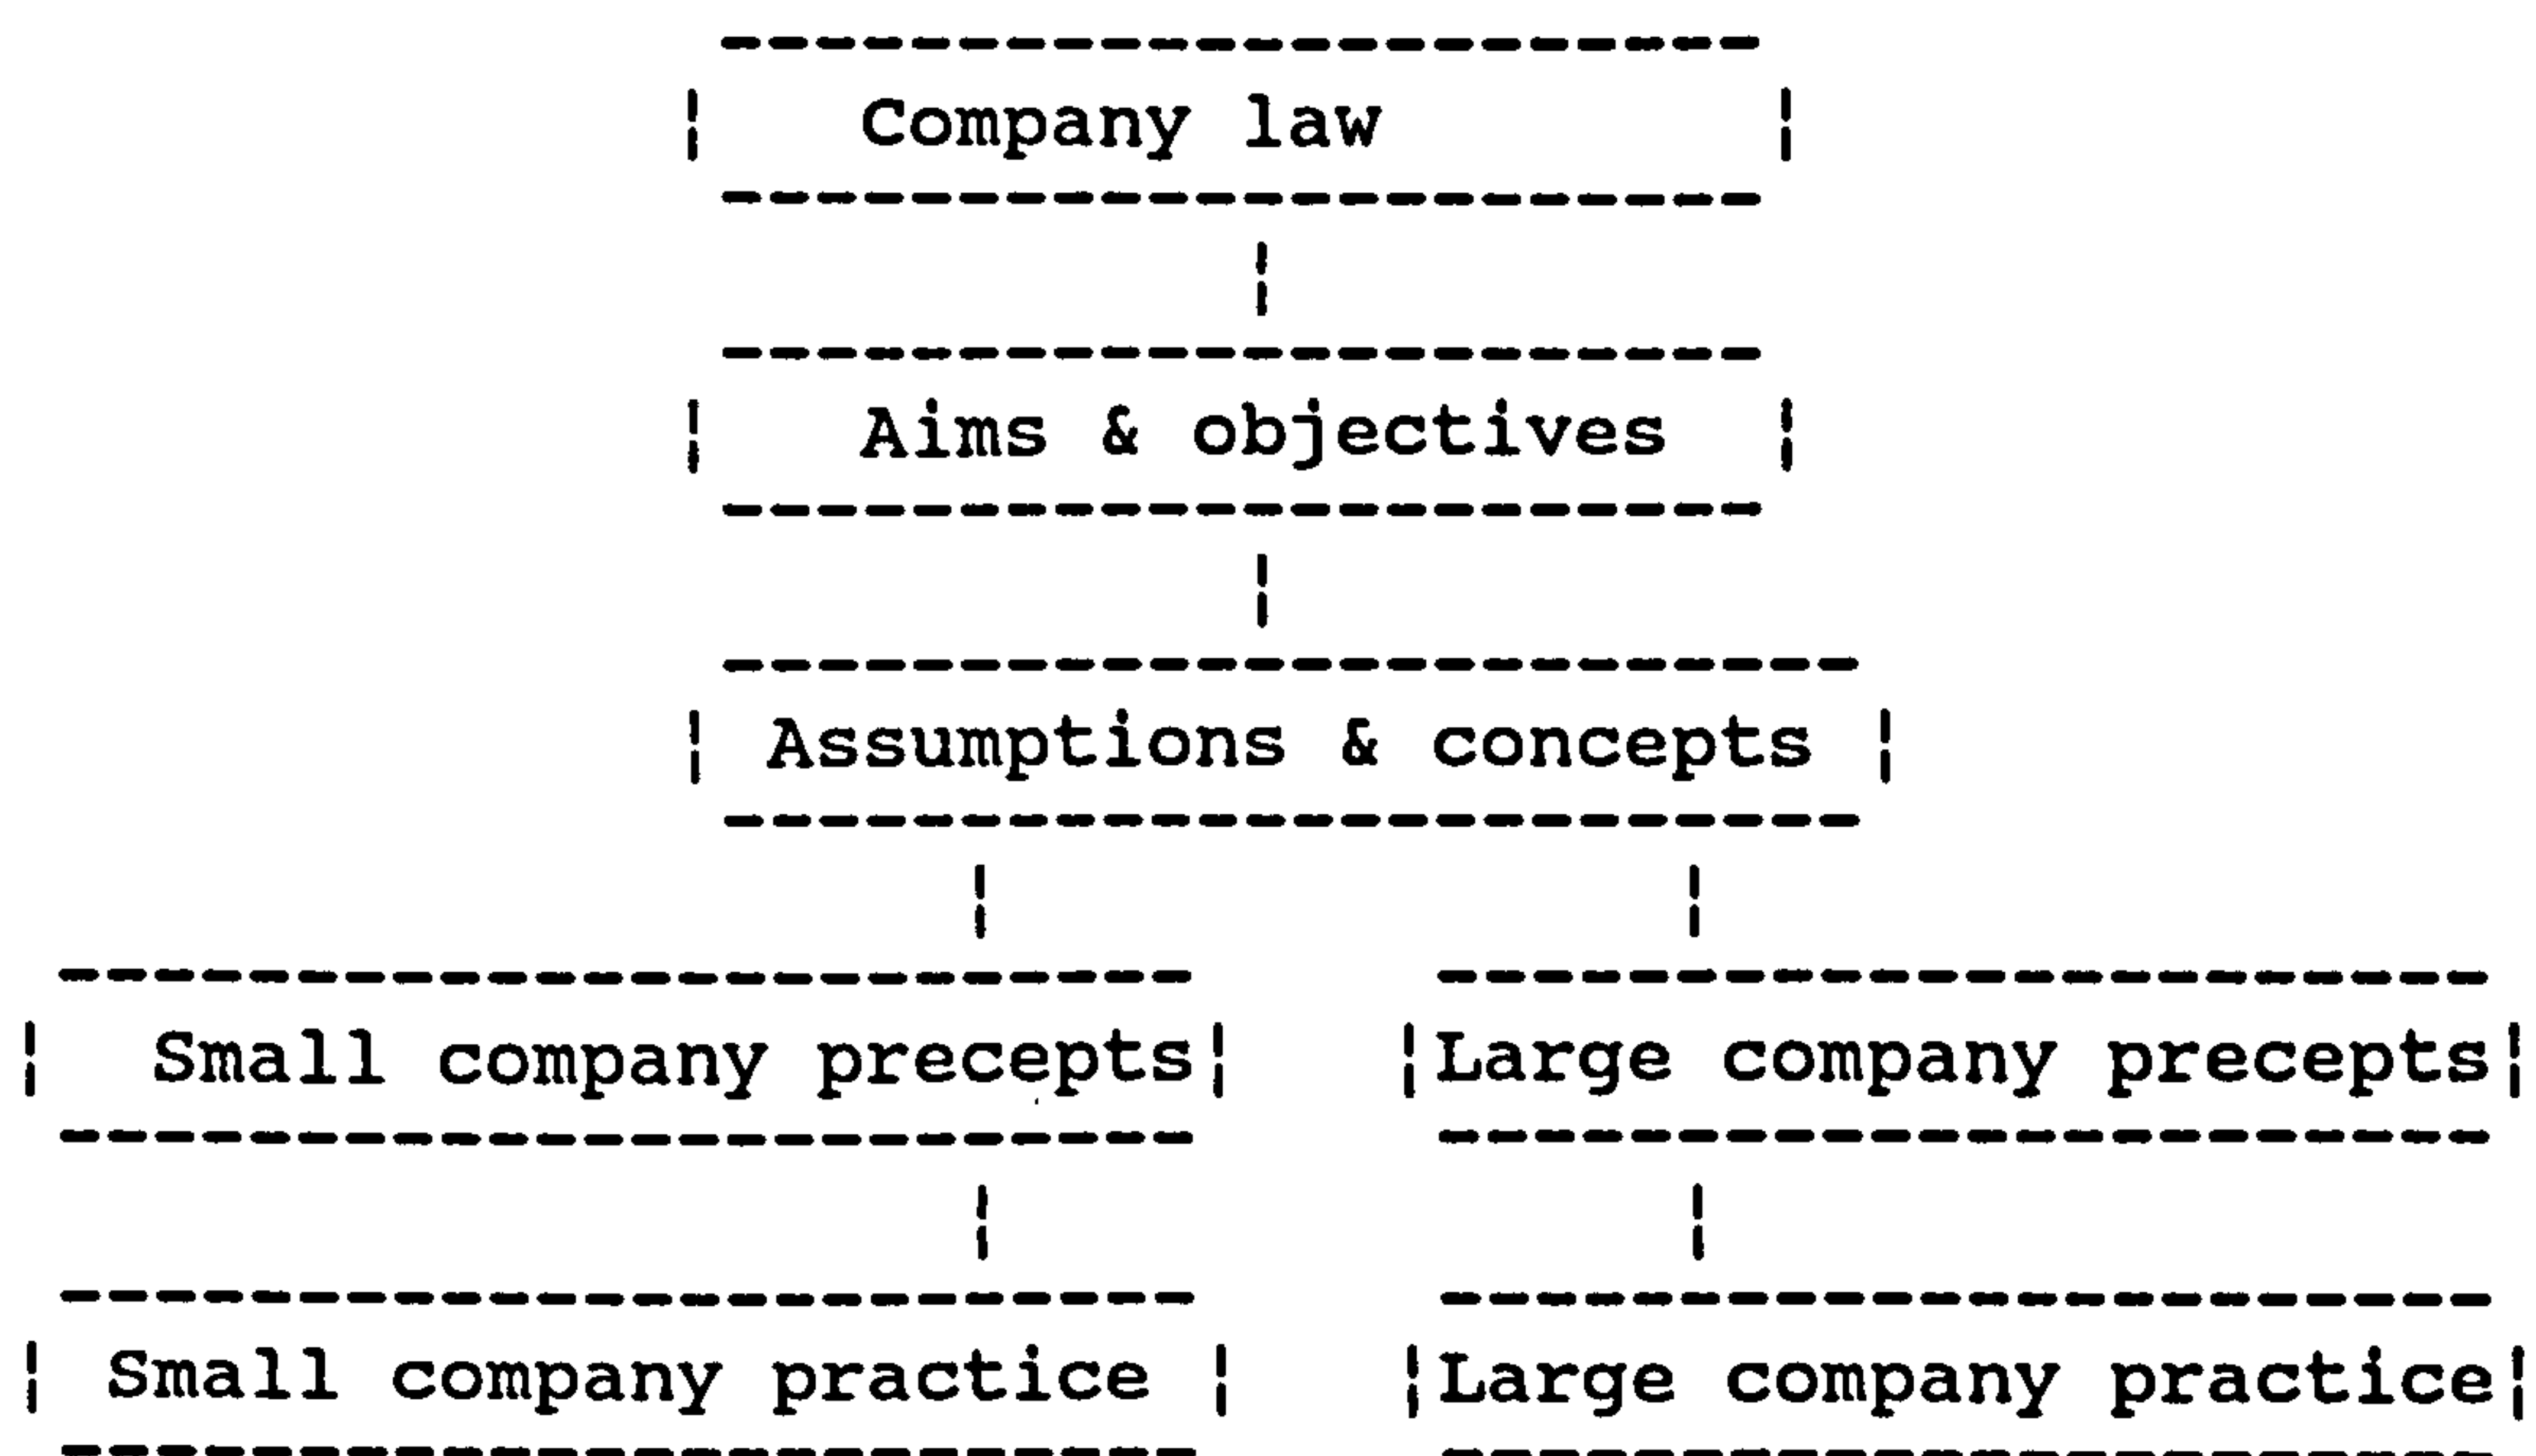 Company law
Aims & objectives
Assumptions & concepts
Small company precepts
Large company precepts
Small company practice
Large company practice